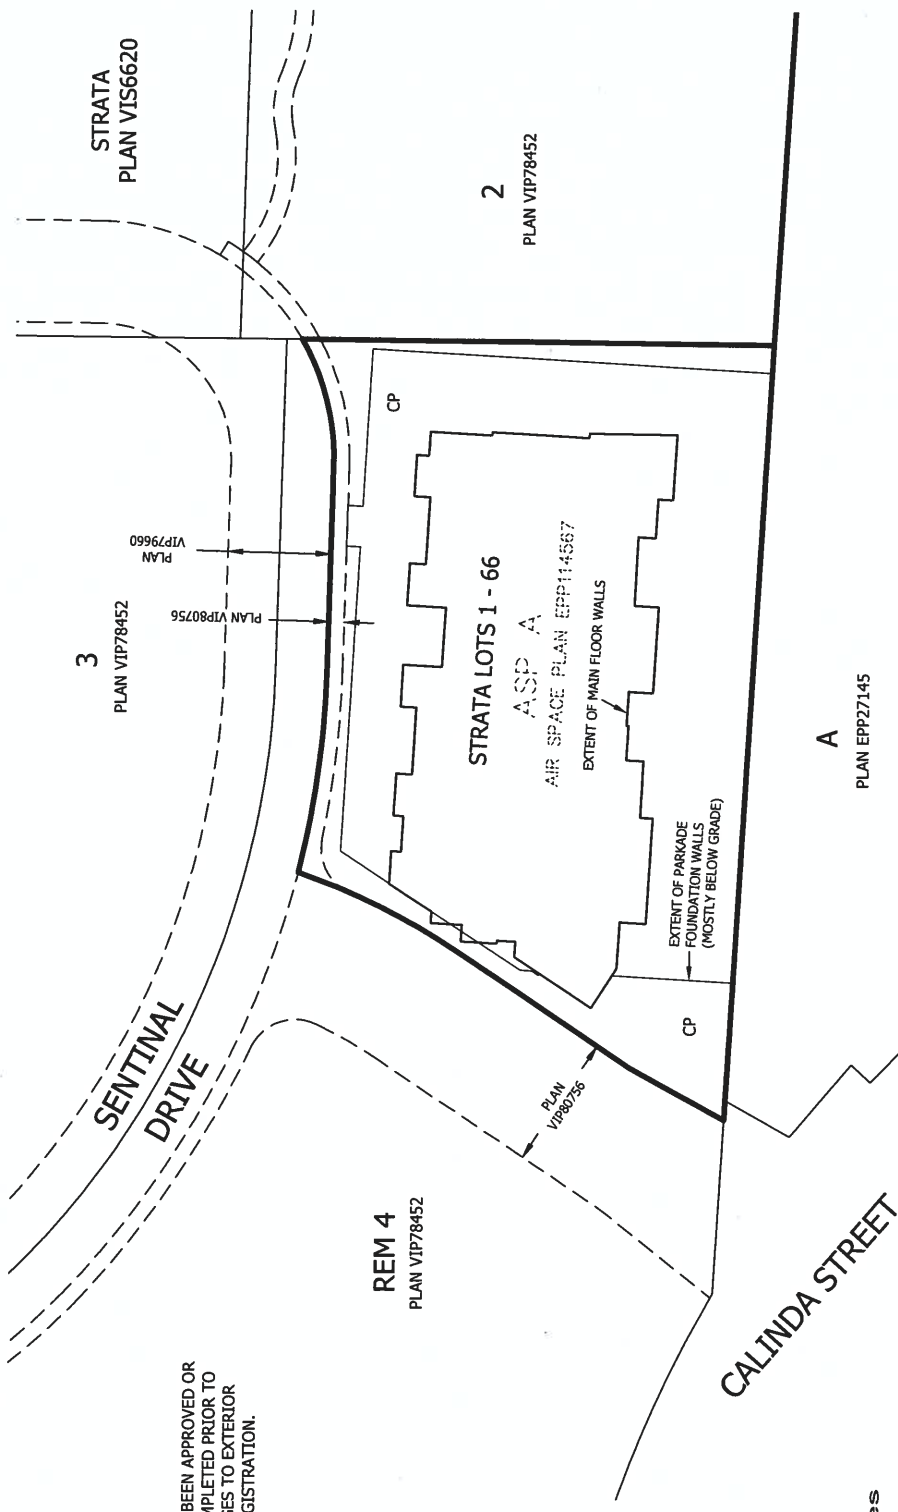 STRATA
PLAN VIS6620
2
PLAN VIP78452
3
PLAN VIP78452
PLAN
VIP79660
PLAN VIP80756
CP
STRATA LOTS 1 - 66
ASP A
AIR SPACE PLAN EPP114567
EXTENT OF MAIN FLOOR WALLS
A
PLAN EPP27145
EXTENT OF PARKADE
FOUNDATION WALLS
(MOSTLY BELOW GRADE)
CP
SENTINAL
DRIVE
PLAN
VIP80756
REM 4
PLAN VIP78452
CALINDA STREET
BEEN APPROVED OR
MPLETED PRIOR TO
GES TO EXTERIOR
GISTRATION.
es